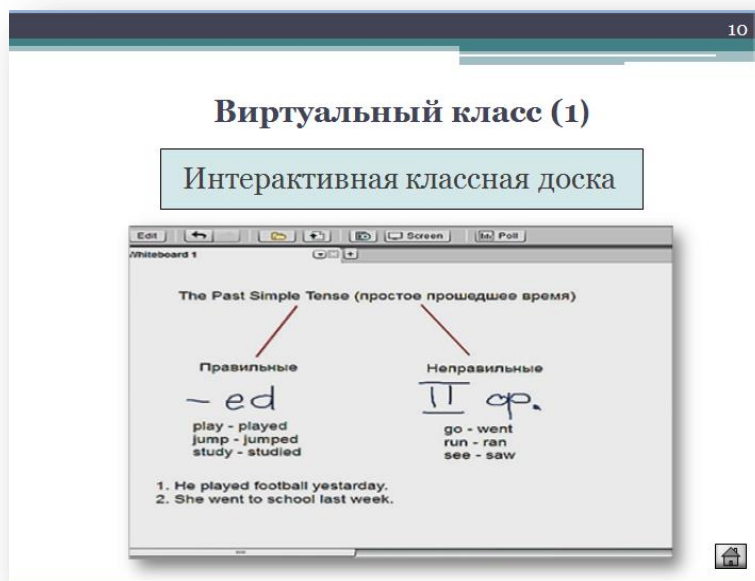 10
Виртуальный класс (1)
Интерактивная классная доска
Edit Screen Poll
Whiteboard 1
The Past Simple Tense (простое прошедшее время)
Правильные Неправильные
- ed II ф.
play - played go - went
jump - jumped run - ran
study - studied see - saw
1. He played football yestarday.
2. She went to school last week.